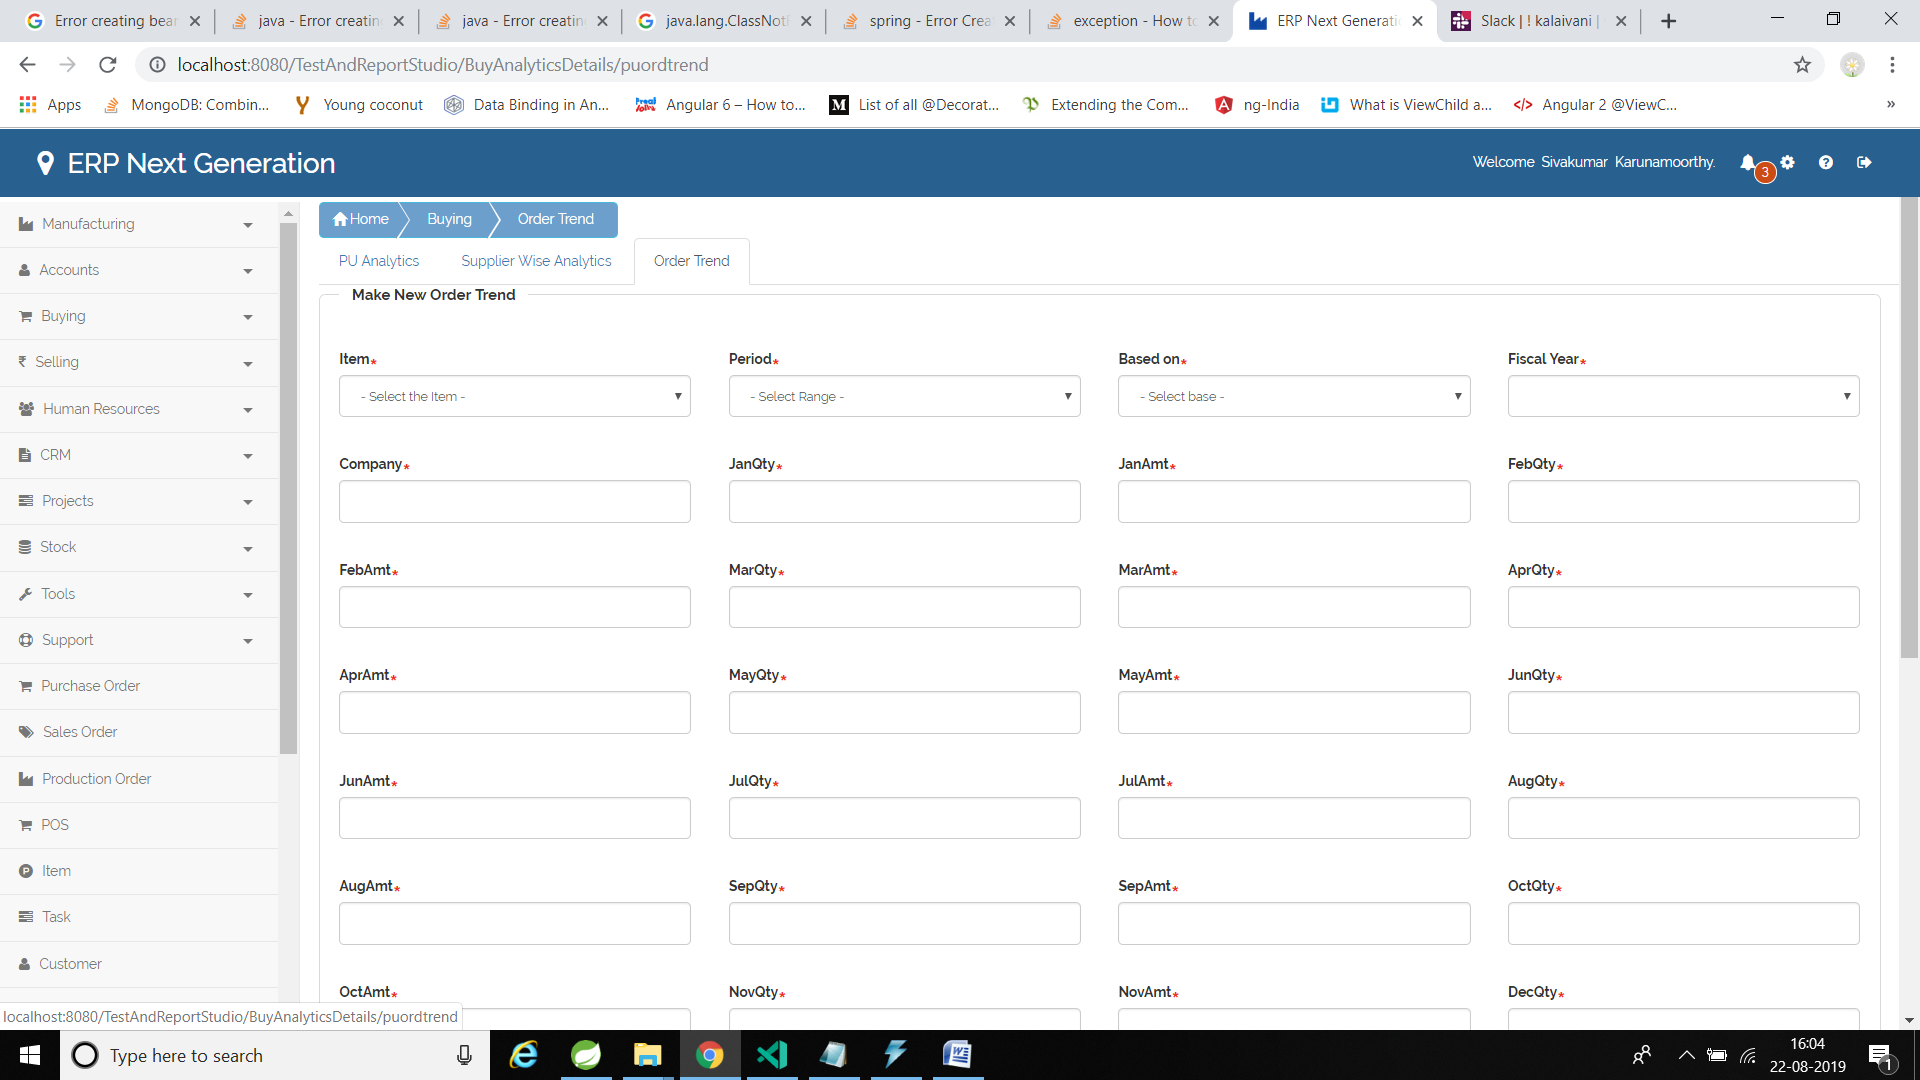 Error creating bear
java - Error creatin
java - Error creatin
java.lang.ClassNotF
spring - Error Crea
exception - How to
ERP Next Generati
Slack | ! kalaivani |
localhost:8080/TestAndReportStudio/BuyAnalyticsDetails/puordtrend
Apps
MongoDB: Combin...
Young coconut
Data Binding in An...
Angular 6 – How to...
List of all @Decorat...
Extending the Com...
ng-India
What is ViewChild a...
Angular 2 @ViewC...
»
ERP Next Generation
Welcome Sivakumar Karunamoorthy.
3
Manufacturing
Accounts
Buying
Selling
Human Resources
CRM
Projects
Stock
Tools
Support
Purchase Order
Sales Order
Production Order
POS
Item
Task
Customer
Home
Buying
Order Trend
PU Analytics
Supplier Wise Analytics
Order Trend
Make New Order Trend
Item*
Period*
Based on*
Fiscal Year*
- Select the Item -
- Select Range -
- Select base -
Company*
JanQty*
JanAmt*
FebQty*
FebAmt*
MarQty*
MarAmt*
AprQty*
AprAmt*
MayQty*
MayAmt*
JunQty*
JunAmt*
JulQty*
JulAmt*
AugQty*
AugAmt*
SepQty*
SepAmt*
OctQty*
OctAmt*
NovQty*
NovAmt*
DecQty*
localhost:8080/TestAndReportStudio/BuyAnalyticsDetails/puordtrend
Type here to search
16:04
22-08-2019
1